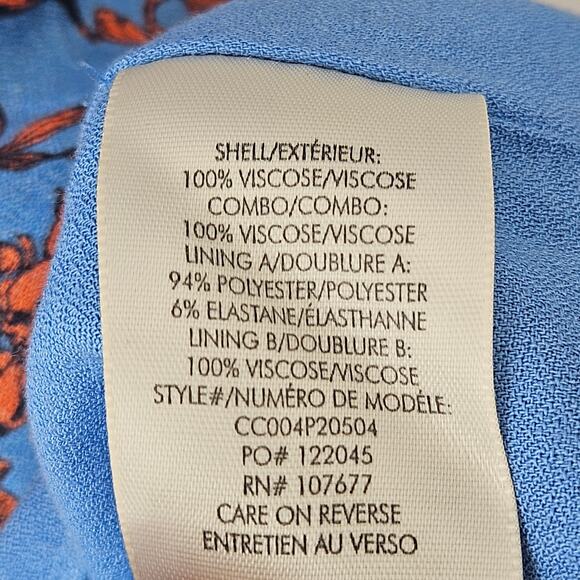 SHELL/EXTÉRIEUR:
100% VISCOSE/VISCOSE
COMBO/COMBO:
100% VISCOSE/VISCOSE
LINING A/DOUBLURE A:
94% POLYESTER/POLYESTER
6% ELASTANE/ÉLASTHANNE
LINING B/DOUBLURE B:
100% VISCOSE/VISCOSE
STYLE#/NUMÉRO DE MODÉLE:
CC004P20504
PO# 122045
RN# 107677
CARE ON REVERSE
ENTRETIEN AU VERSO